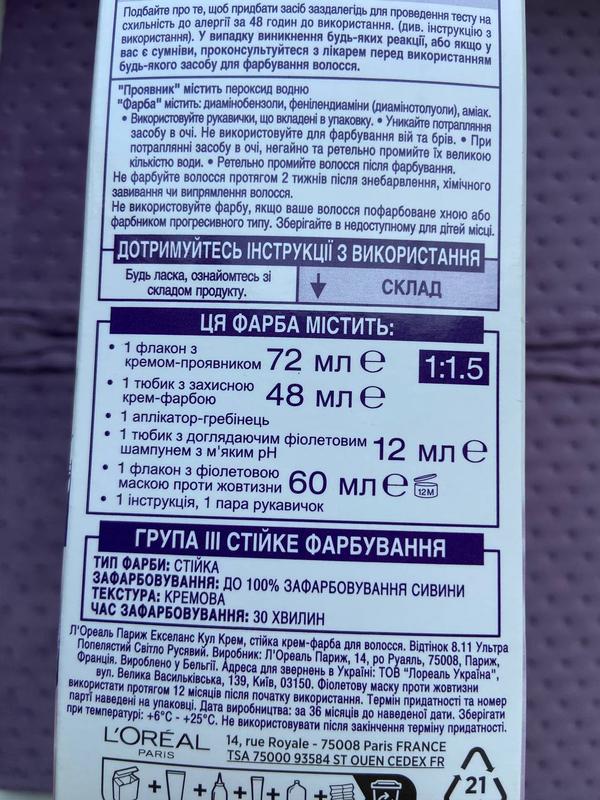 Подбайте про те, щоб придбати засіб заздалегідь для проведення тесту на
схильність до алергії за 48 годин до використання. (див. інструкцію з
використання). У випадку виникнення будь-яких реакції, або якщо у
вас є сумніви, проконсультуйтеся з лікарем перед використанням
будь-якого засобу для фарбування волосся.
"Проявник" містить пероксид водню
"Фарба" містить: диамінобензоли, фенілендиаміни (диамінотолуоли), аміак.
• Використовуйте рукавички, що вкладені в упаковку. • Уникайте потрапляння
засобу в очі. Не використовуйте для фарбування вій та брів. • При
потраплянні засобу в очі, негайно та ретельно промийте їх великою
кількістю води. • Ретельно промийте волосся після фарбування.
Не фарбуйте волосся протягом 2 тижнів після знебарвлення, хімічного
завивання чи випрямлення волосся.
Не використовуйте фарбу, якщо ваше волосся пофарбоване хною або
фарбником прогресивного типу. Зберігайте в недоступному для дітей місці.
ДОТРИМУЙТЕСЬ ІНСТРУКЦІЇ З ВИКОРИСТАННЯ
Будь ласка, ознайомтесь зі
складом продукту.
СКЛАД
ЦЯ ФАРБА МІСТИТЬ:
• 1 флакон з
кремом-проявником 72 мл ℮
1:1.5
• 1 тюбик з захисною
крем-фарбою 48 мл ℮
• 1 аплікатор-гребінець
• 1 тюбик з доглядаючим фіолетовим
шампунем з м'яким pH 12 мл ℮
• 1 флакон з фіолетовою
маскою проти жовтизни 60 мл ℮ 12M
• 1 інструкція, 1 пара рукавичок
ГРУПА III СТІЙКЕ ФАРБУВАННЯ
ТИП ФАРБИ: СТІЙКА
ЗАФАРБОВУВАННЯ: ДО 100% ЗАФАРБОВУВАННЯ СИВИНИ
ТЕКСТУРА: КРЕМОВА
ЧАС ЗАФАРБОВУВАННЯ: 30 ХВИЛИН
Л'Ореаль Париж Екселанс Кул Крем, стійка крем-фарба для волосся. Відтінок 8.11 Ультра
Попелястий Світло Русявий. Виробник: Л'Ореаль Париж, 14, ро Руаяль, 75008, Париж,
Франція. Вироблено у Бельгії. Адреса для звернень в Україні: ТОВ "Лореаль Україна",
вул. Велика Васильківська, 139, Київ, 03150. Фіолетову маску проти жовтизни
використати протягом 12 місяців після початку використання. Термін придатності та номер
партії наведені на упаковці. Дата виробництва: за 36 місяців до наведеної дати. Зберігати
при температурі: +6°C - +25°C. Не використовувати після закінчення терміну придатності.
L'ORÉAL
PARIS
14, rue Royale - 75008 Paris FRANCE
TSA 75000 93584 ST OUEN CEDEX FR
21